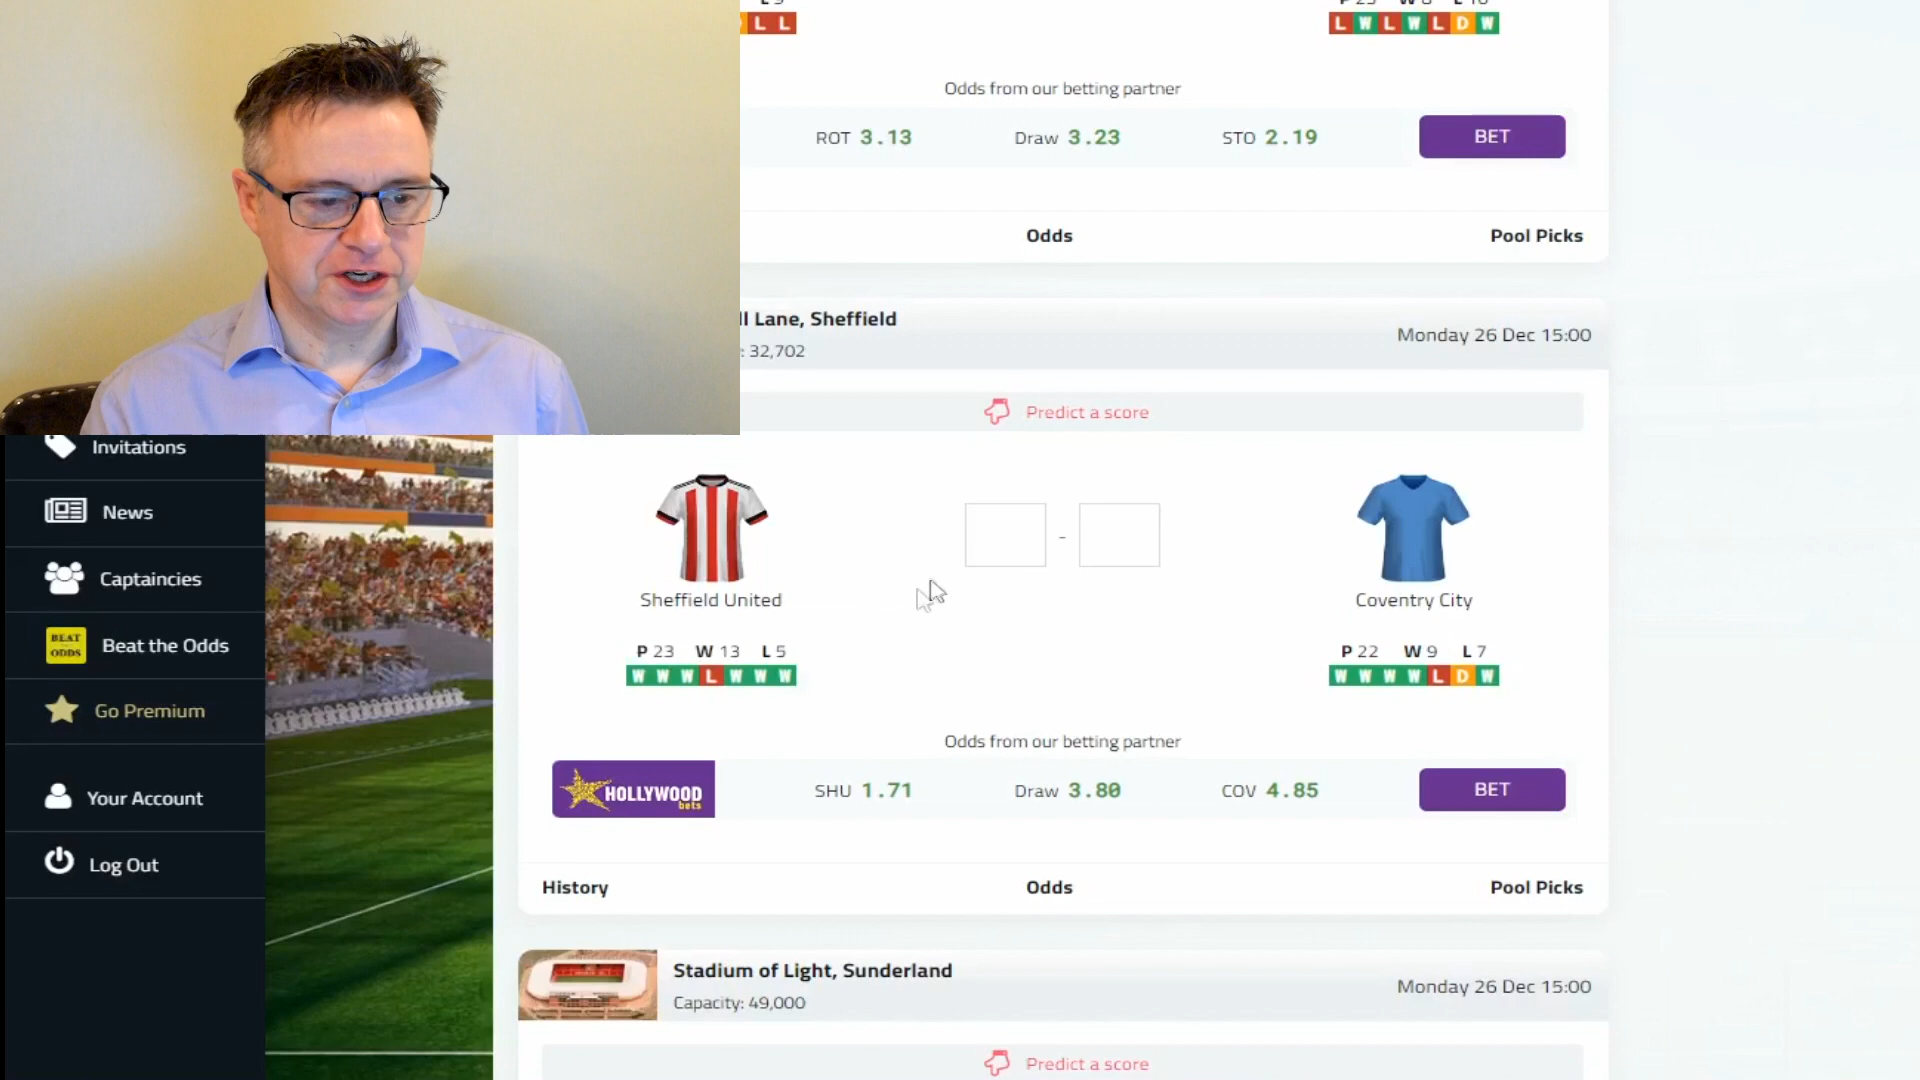 L L
L W L W L D W
Odds from our betting partner
ROT 3.13 Draw 3.23 STO 2.19 BET
Odds Pool Picks
ll Lane, Sheffield
: 32,702
Monday 26 Dec 15:00
Predict a score
Invitations
News
Captaincies
BEAT ODDS Beat the Odds
Go Premium
Your Account
Log Out
-
Sheffield United Coventry City
P 23 W 13 L 5 P 22 W 9 L 7
W W W L W W W W W W W L D W
Odds from our betting partner
HOLLYWOOD bets SHU 1.71 Draw 3.80 COV 4.85 BET
History Odds Pool Picks
Stadium of Light, Sunderland
Capacity: 49,000
Monday 26 Dec 15:00
Predict a score